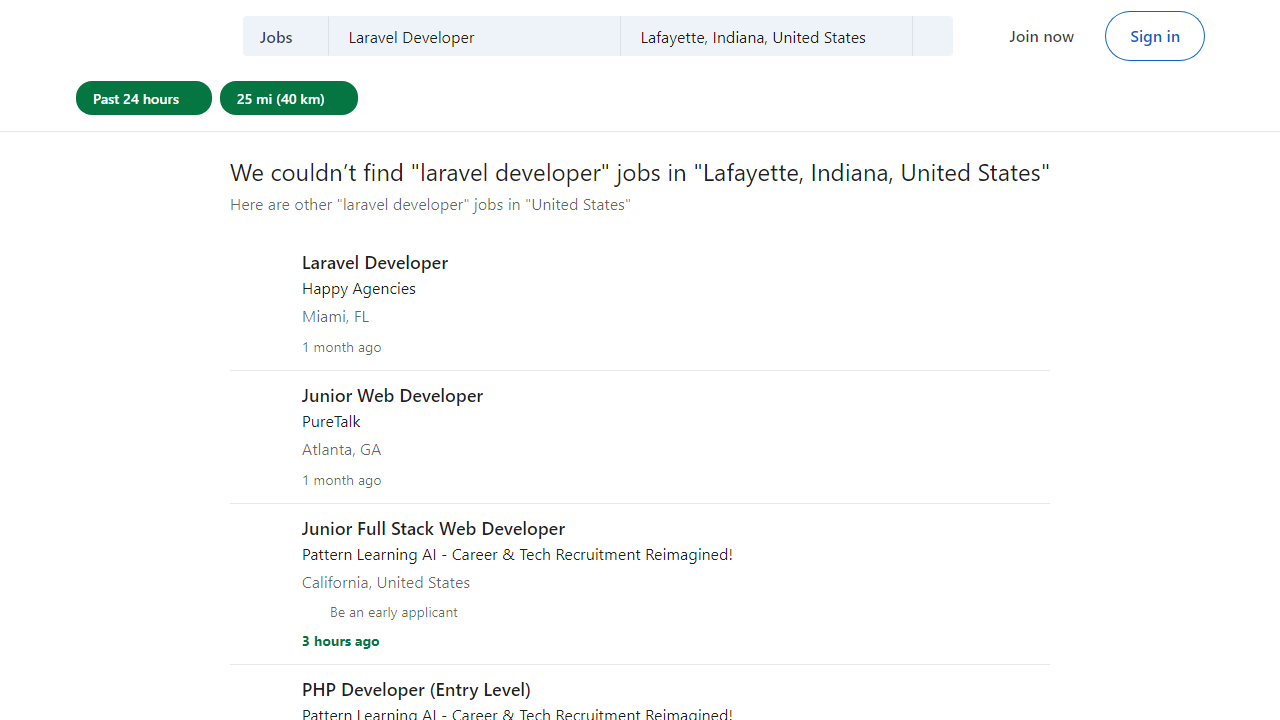 Jobs
Laravel Developer
Lafayette, Indiana, United States
Join now
Sign in
Past 24 hours
25 mi (40 km)
We couldn’t find "laravel developer" jobs in "Lafayette, Indiana, United States"
Here are other "laravel developer" jobs in "United States"
Laravel Developer
Happy Agencies
Miami, FL
1 month ago
Junior Web Developer
PureTalk
Atlanta, GA
1 month ago
Junior Full Stack Web Developer
Pattern Learning AI - Career & Tech Recruitment Reimagined!
California, United States
Be an early applicant
3 hours ago
PHP Developer (Entry Level)
Pattern Learning AI - Career & Tech Recruitment Reimagined!